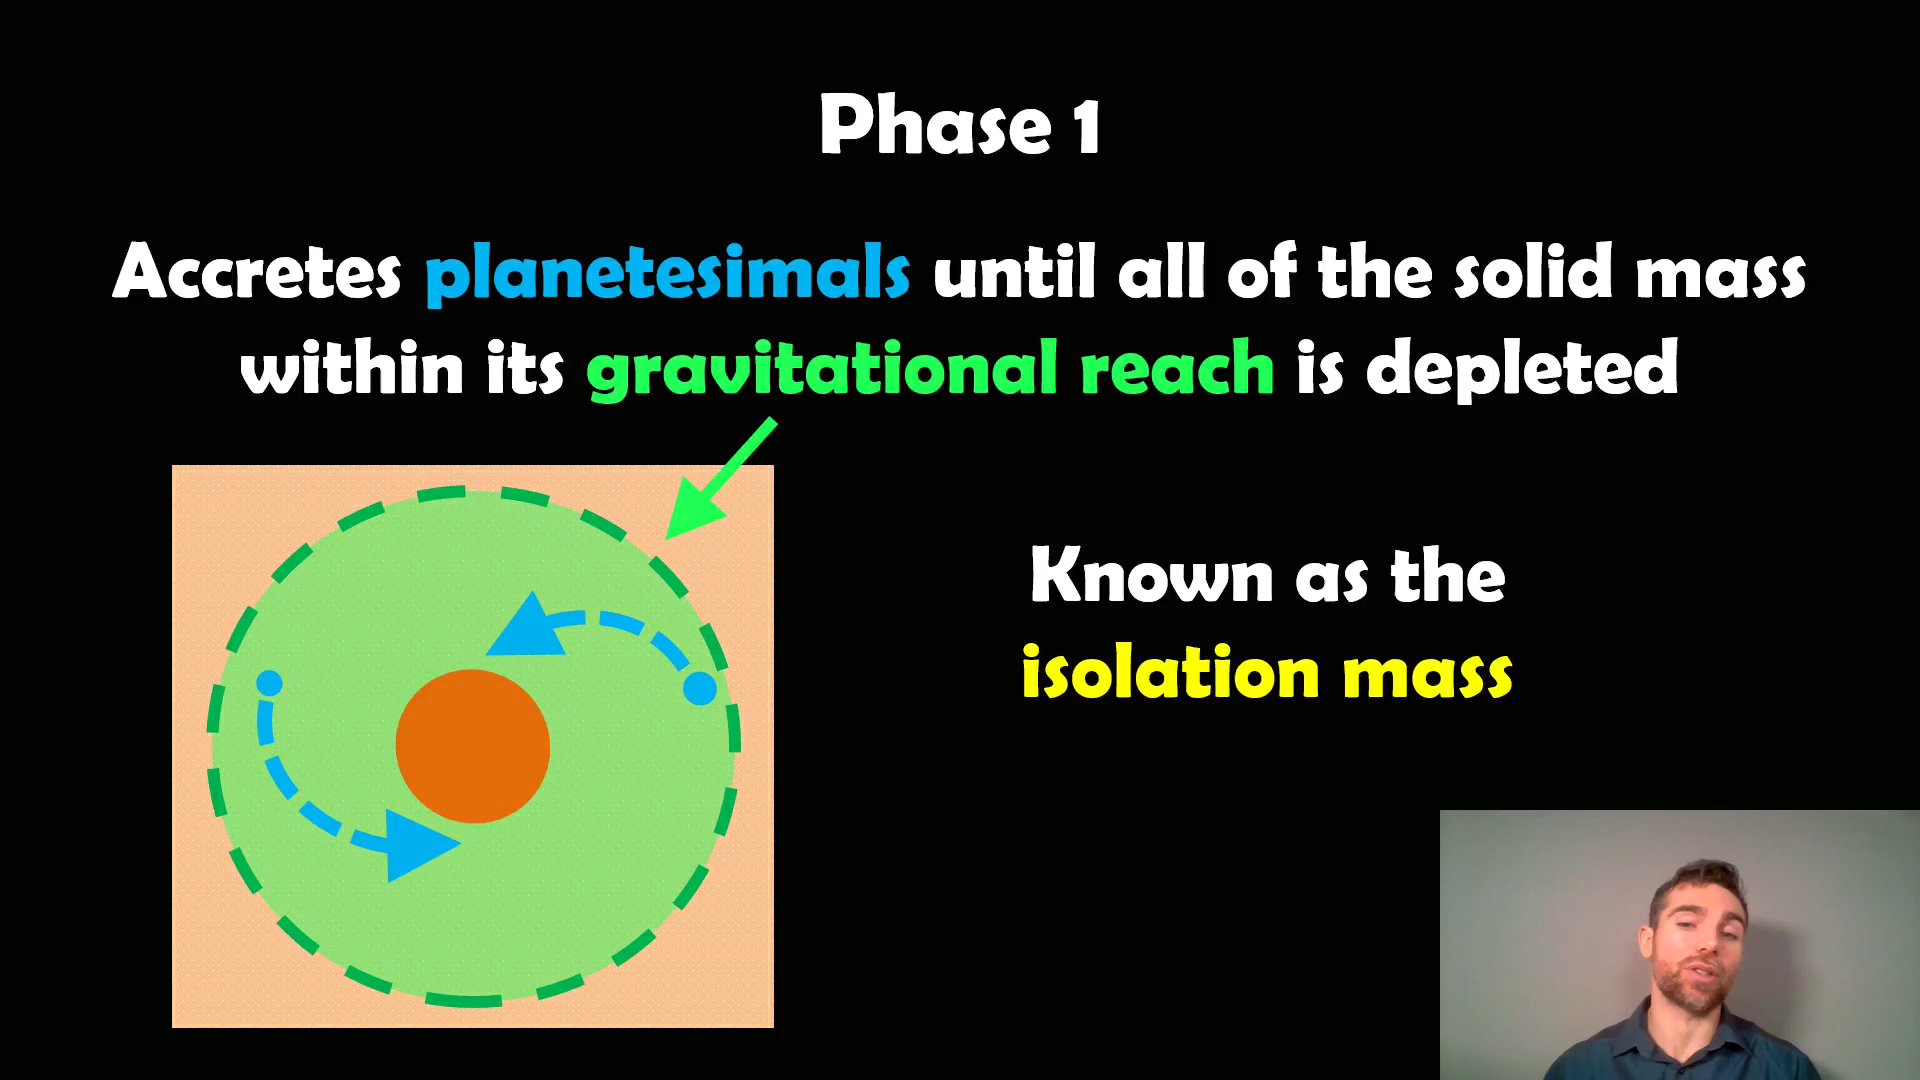 Phase 1
Accretes planetesimals until all of the solid mass
within its gravitational reach is depleted
Known as the
isolation mass